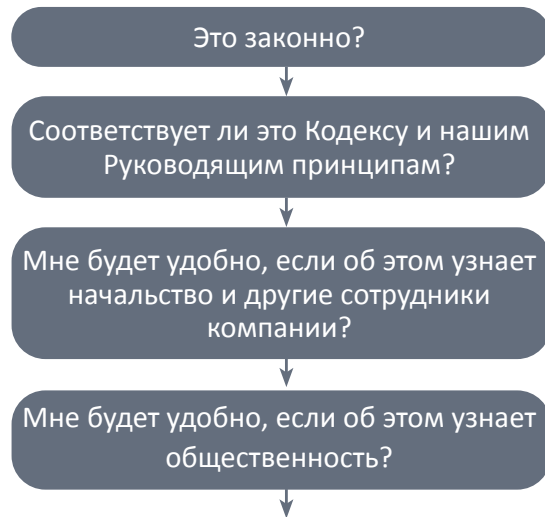 Это законно?
Соответствует ли это Кодексу и нашим
Руководящим принципам?
Мне будет удобно, если об этом узнает
начальство и другие сотрудники
компании?
Мне будет удобно, если об этом узнает
общественность?